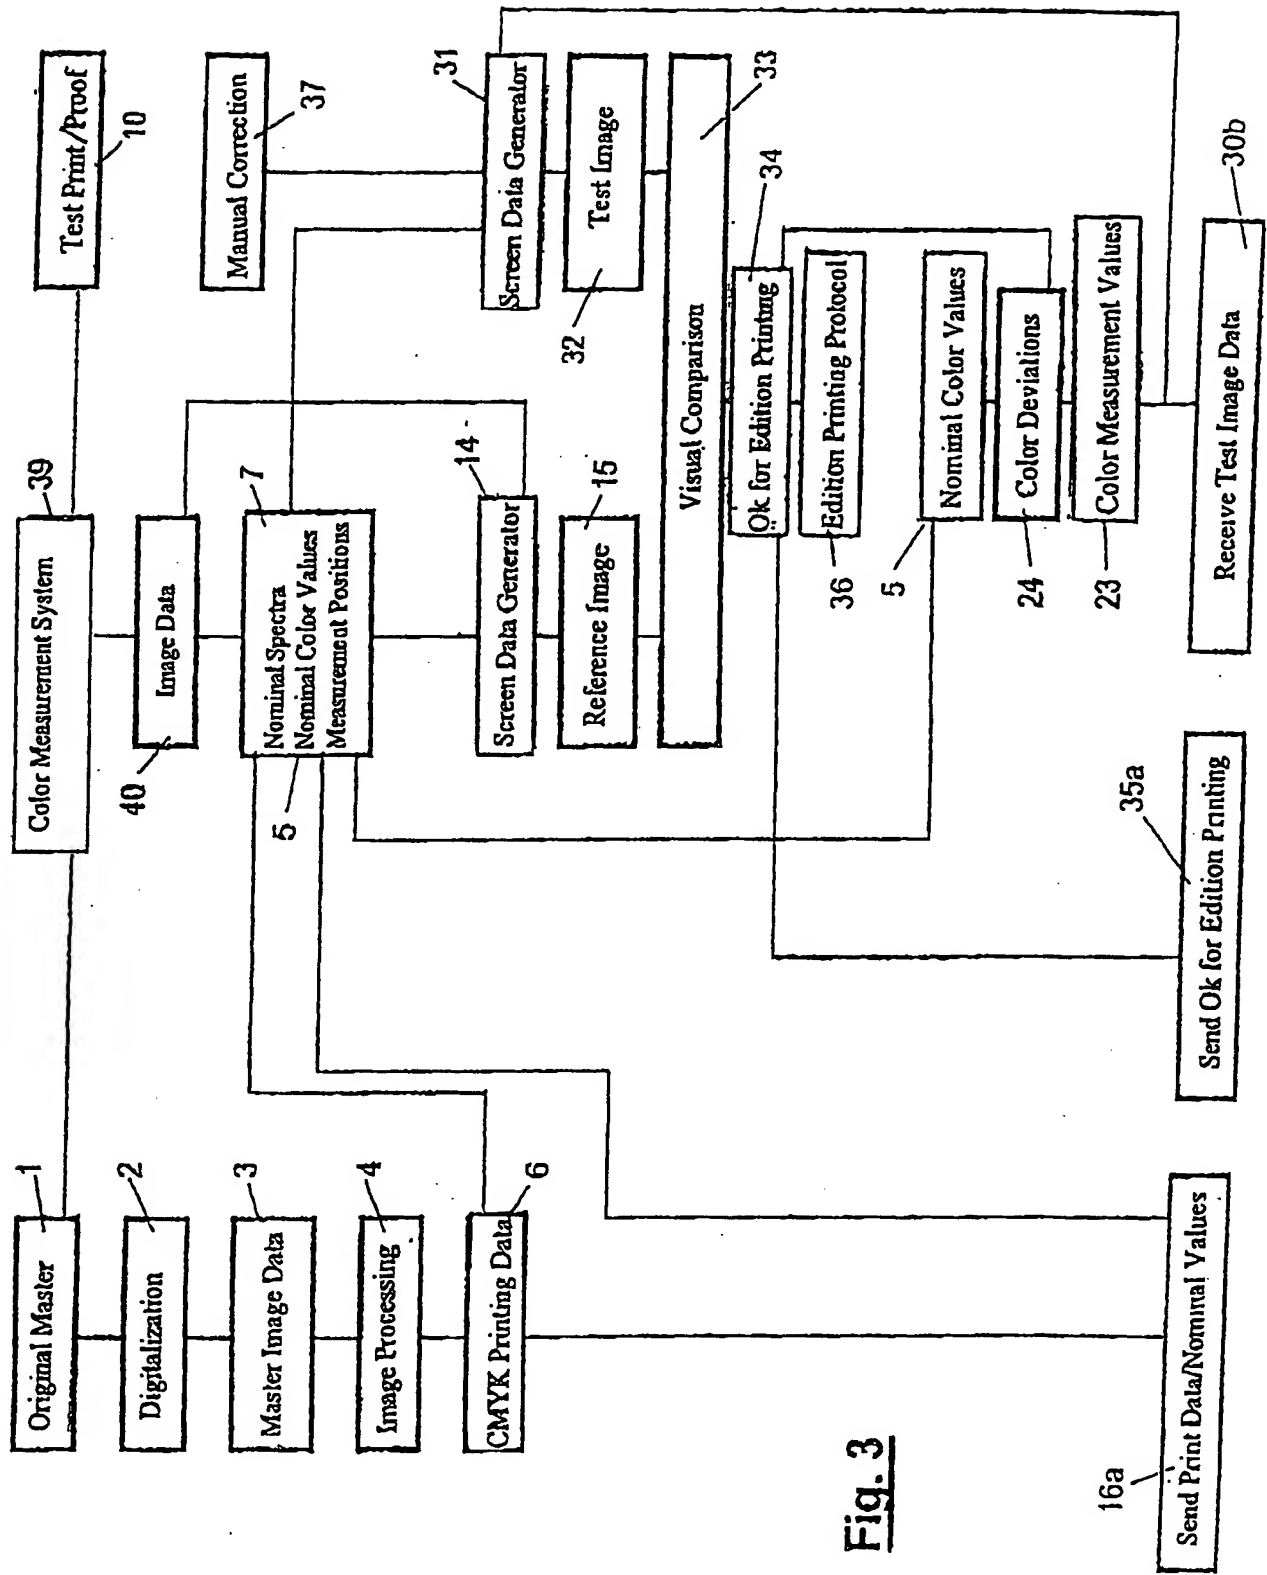 Original Master
1
Digitalization
2
Master Image Data
3
Image Processing
4
CMYK Printing Data
6
Color Measurement System
39
Test Print/Proof
10
Image Data
40
Nominal Spectra
Nominal Color Values
Measurement Positions
7
5
Manual Correction
37
Screen Data Generator
14
Reference Image
15
Screen Data Generator
31
Test Image
32
Visual Comparison
33
Ok for Edition Printing
34
Edition Printing Protocol
36
Nominal Color Values
5
Color Deviations
24
Color Measurement Values
23
Send Print Data/Nominal Values
16a
Send Ok for Edition Printing
35a
Receive Test Image Data
30b
Fig. 3